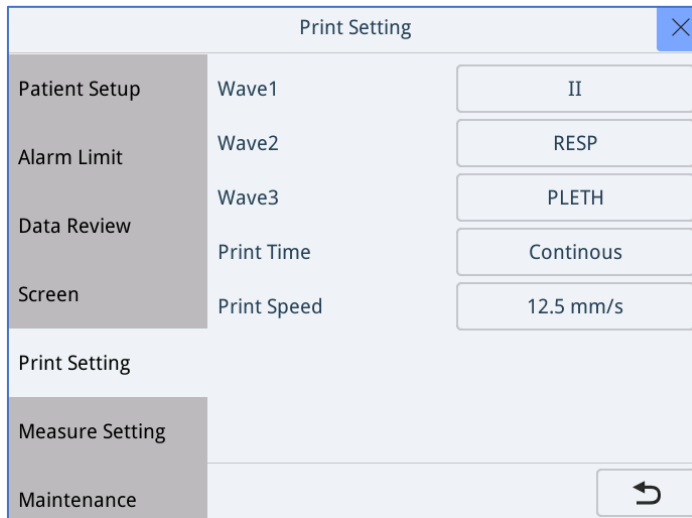 Print Setting
Patient Setup
Alarm Limit
Data Review
Screen
Print Setting
Measure Setting
Maintenance
Wave1 II
Wave2 RESP
Wave3 PLETH
Print Time Continous
Print Speed 12.5 mm/s